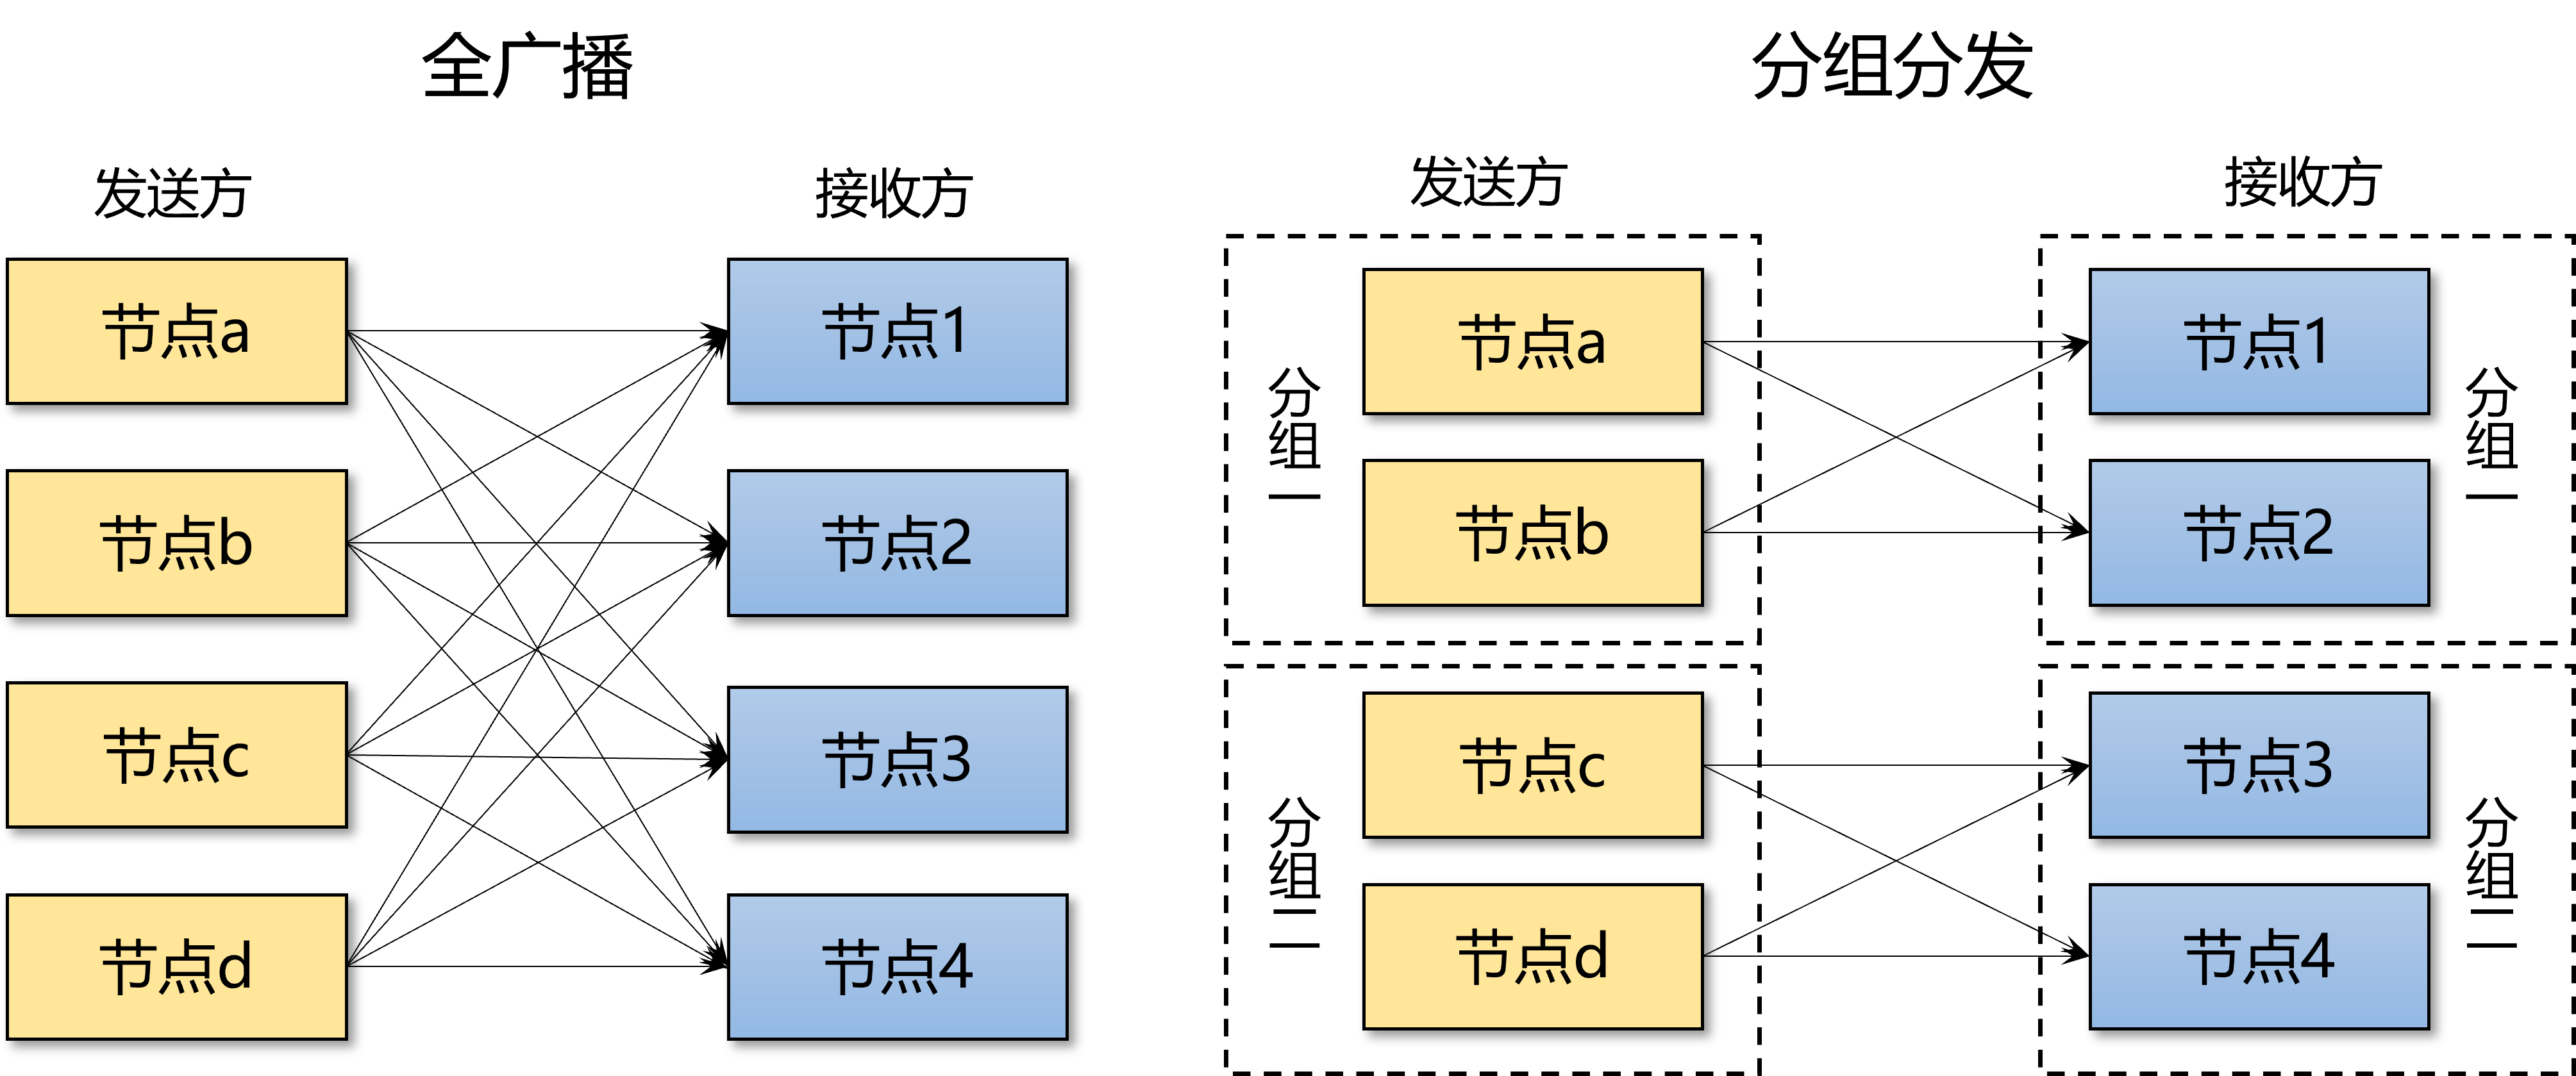 全广播
发送方
接收方
节点a
节点1
节点b
节点2
节点c
节点3
节点d
节点4
分组分发
发送方
接收方
分组一
节点a
节点1
分组一
节点b
节点2
分组二
节点c
节点3
分组二
节点d
节点4